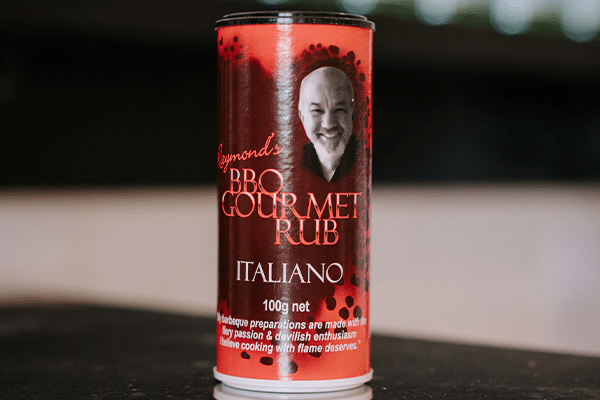 Raymond's
BBQ
GOURMET
RUB
ITALIANO
100g net
barbeque preparations are made with the
fiery passion & devilish enthusiasm
I believe cooking with flame deserves."